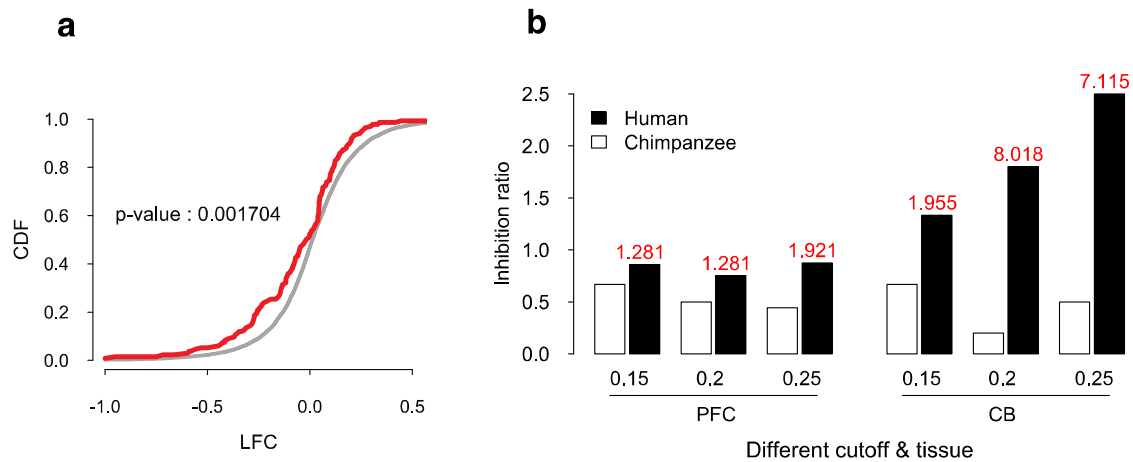 a
1.0
0.8
0.6
0.4
0.2
0.0
CDF
p-value : 0.001704
-1.0 -0.5 0.0 0.5
LFC
b
2.5
2.0
1.5
1.0
0.5
0.0
Inhibition ratio
Human
Chimpanzee
1.281 1.281 1.921 1.955 8.018 7.115
0.15 0.2 0.25 0.15 0.2 0.25
PFC CB
Different cutoff & tissue